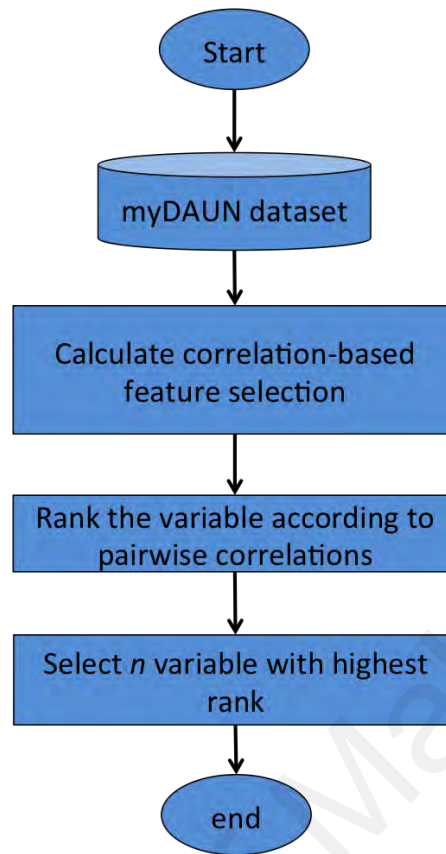 Start
myDAUN dataset
Calculate correlation-based
feature selection
Rank the variable according to
pairwise correlations
Select n variable with highest
rank
end